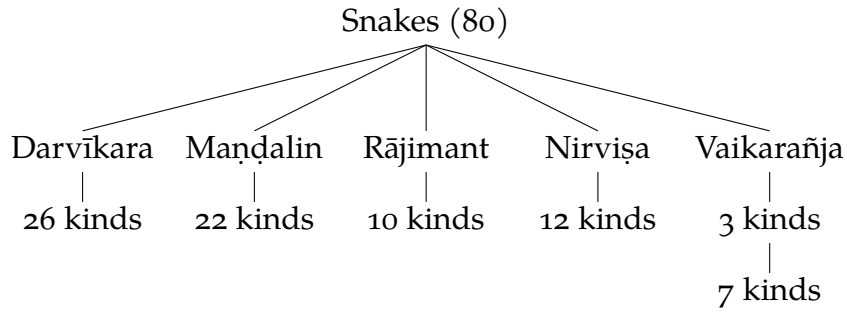 Snakes (80)
Darvīkara Maṇḍalin Rājimant Nirviṣa Vaikarañja
26 kinds 22 kinds 10 kinds 12 kinds 3 kinds
7 kinds